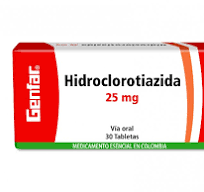 Genfar
Hidroclorotiazida
25 mg
Vía oral
30 Tabletas
MEDICAMENTO ESENCIAL EN COLOMBIA